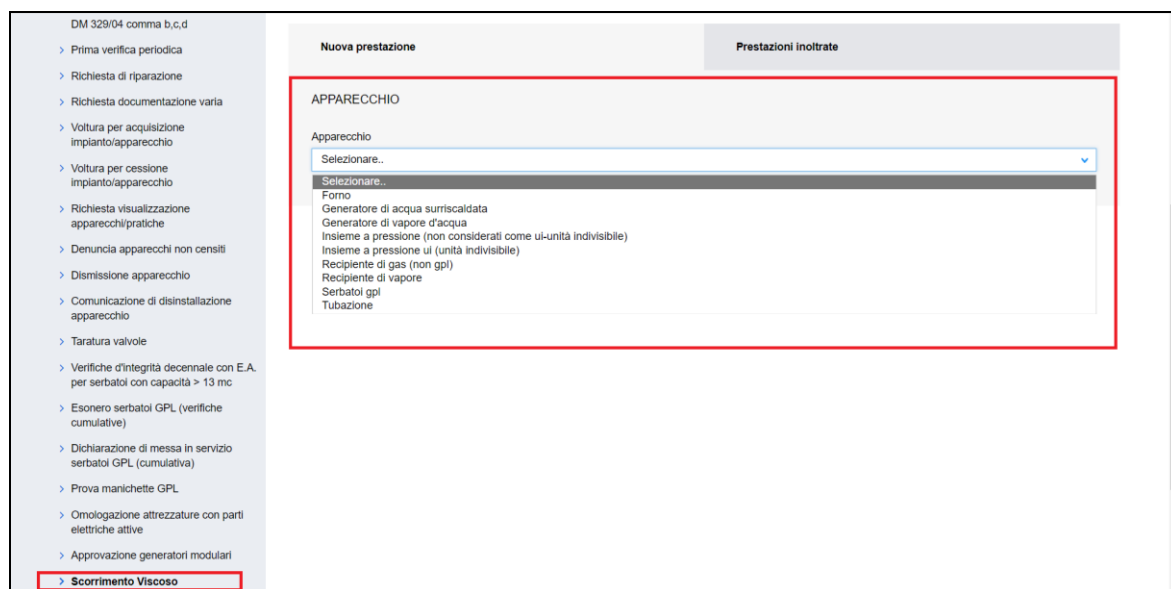 DM 329/04 comma b,c,d
Prima verifica periodica
Richiesta di riparazione
Richiesta documentazione varia
Voltura per acquisizione
impianto/apparecchio
Voltura per cessione
impianto/apparecchio
Richiesta visualizzazione
apparecchi/pratiche
Denuncia apparecchi non censiti
Dismissione apparecchio
Comunicazione di disinstallazione
apparecchio
Taratura valvole
Verifiche d'integrità decennale con E.A.
per serbatoi con capacità > 13 mc
Esonero serbatoi GPL (verifiche
cumulative)
Dichiarazione di messa in servizio
serbatoi GPL (cumulativa)
Prova manichette GPL
Omologazione attrezzature con parti
elettriche attive
Approvazione generatori modulari
Scorrimento Viscoso
Nuova prestazione
Prestazioni inoltrate
APPARECCHIO
Apparecchio
Selezionare..
Selezionare..
Forno
Generatore di acqua surriscaldata
Generatore di vapore d'acqua
Insieme a pressione (non considerati come ui-unità indivisibile)
Insieme a pressione ui (unità indivisibile)
Recipiente di gas (non gpl)
Recipiente di vapore
Serbatoi gpl
Tubazione